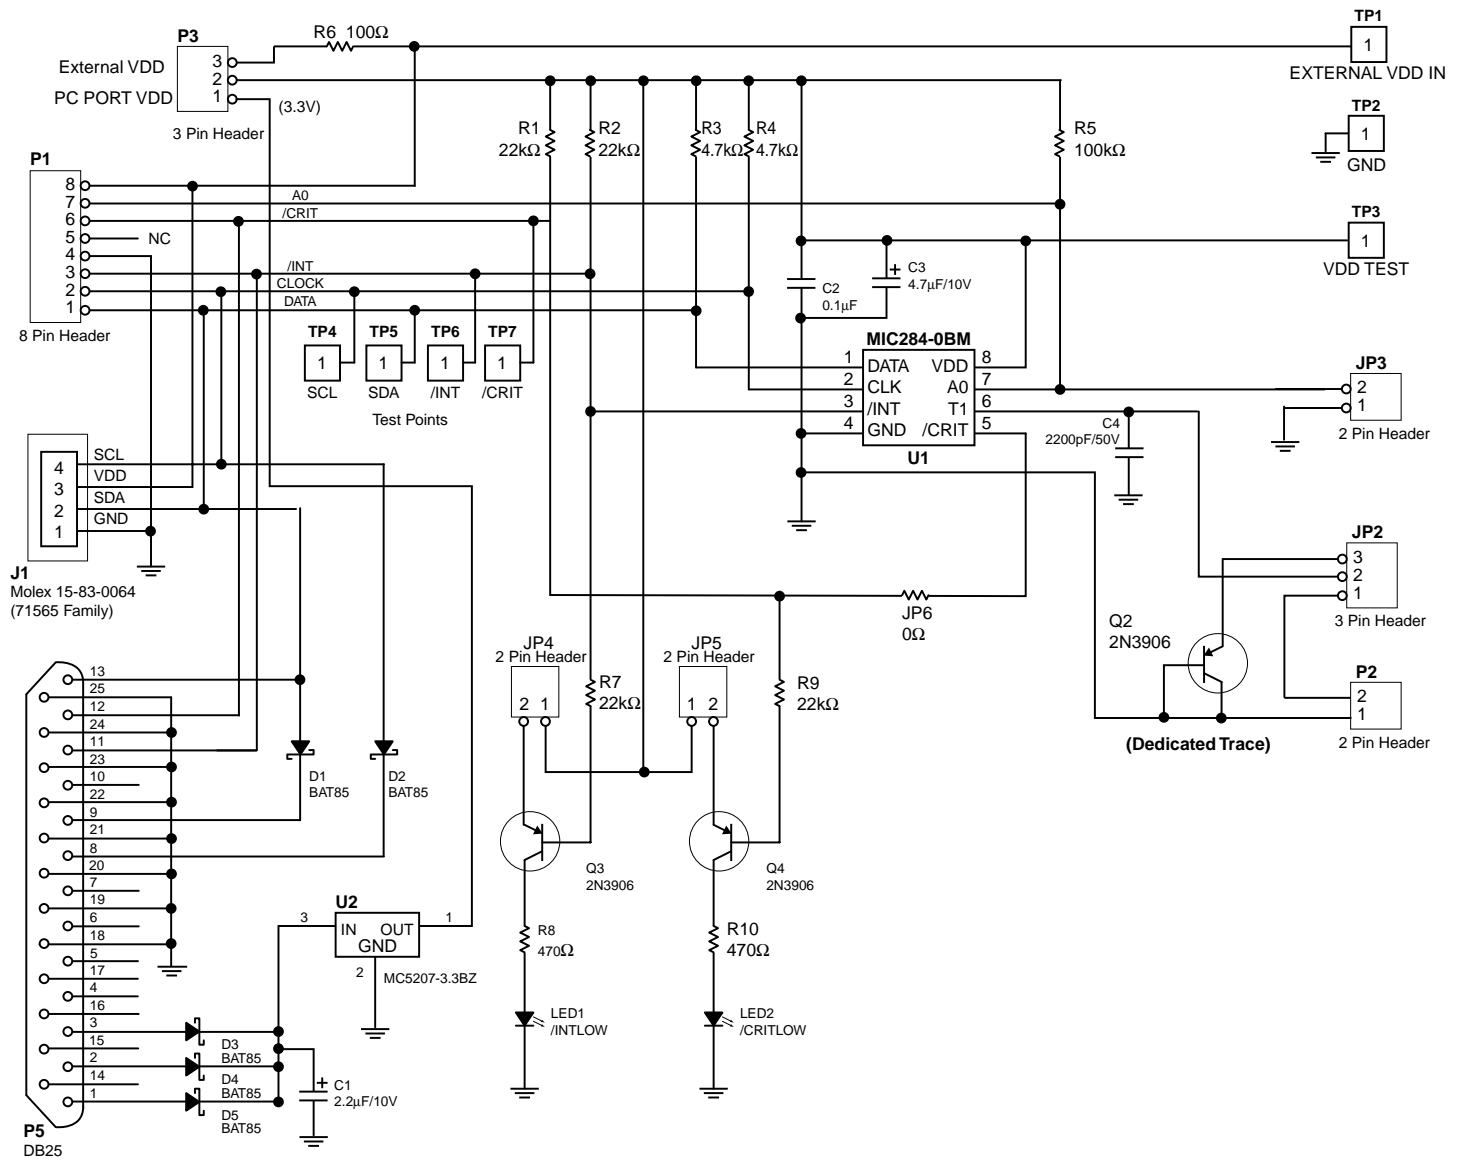 P3
R6 100Ω
TP1
1
EXTERNAL VDD IN
External VDD
PC PORT VDD
3
2
1
(3.3V)
3 Pin Header
TP2
1
GND
R1
22kΩ
R2
22kΩ
R3
4.7kΩ
R4
4.7kΩ
R5
100kΩ
P1
8
7
6
5
4
3
2
1
8 Pin Header
A0
/CRIT
NC
/INT
CLOCK
DATA
TP3
1
VDD TEST
C2
0.1µF
+
C3
4.7µF/10V
TP4
1
SCL
TP5
1
SDA
TP6
1
/INT
TP7
1
/CRIT
Test Points
MIC284-0BM
1 DATA VDD 8
2 CLK A0 7
3 /INT T1 6
4 GND /CRIT 5
U1
C4
2200pF/50V
JP3
2
1
2 Pin Header
4 SCL
3 VDD
2 SDA
1 GND
J1
Molex 15-83-0064
(71565 Family)
JP6
0Ω
JP2
3
2
1
3 Pin Header
Q2
2N3906
P2
2
1
2 Pin Header
(Dedicated Trace)
JP4
2 Pin Header
2 1
JP5
2 Pin Header
1 2
R7
22kΩ
R9
22kΩ
13
25
12
24
11
23
10
22
9
21
8
20
7
19
6
18
5
17
4
16
3
15
2
14
1
D1
BAT85
D2
BAT85
Q3
2N3906
Q4
2N3906
U2
3
IN OUT
GND
1
2
MC5207-3.3BZ
R8
470Ω
R10
470Ω
LED1
/INTLOW
LED2
/CRITLOW
D3
BAT85
D4
BAT85
D5
BAT85
+
C1
2.2µF/10V
P5
DB25